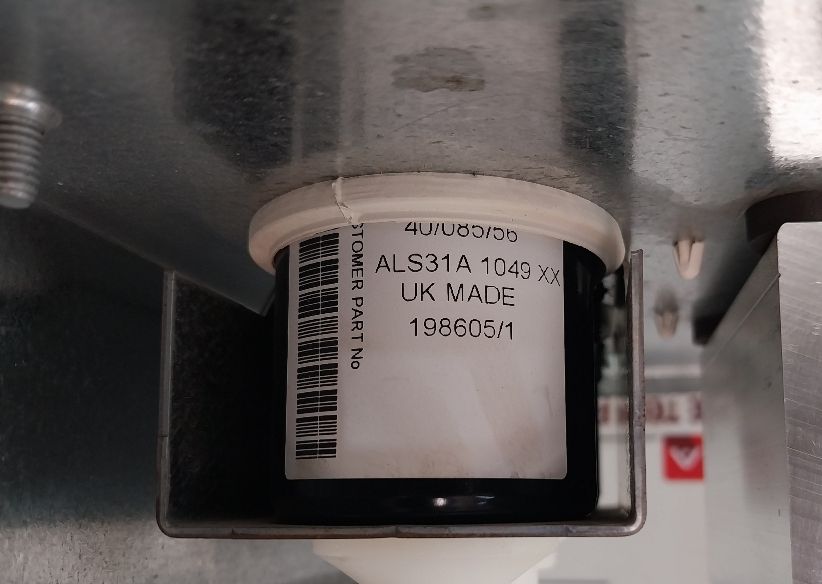 40/085/56
ALS31A 1049 XX
UK MADE
198605/1
STOMER PART No